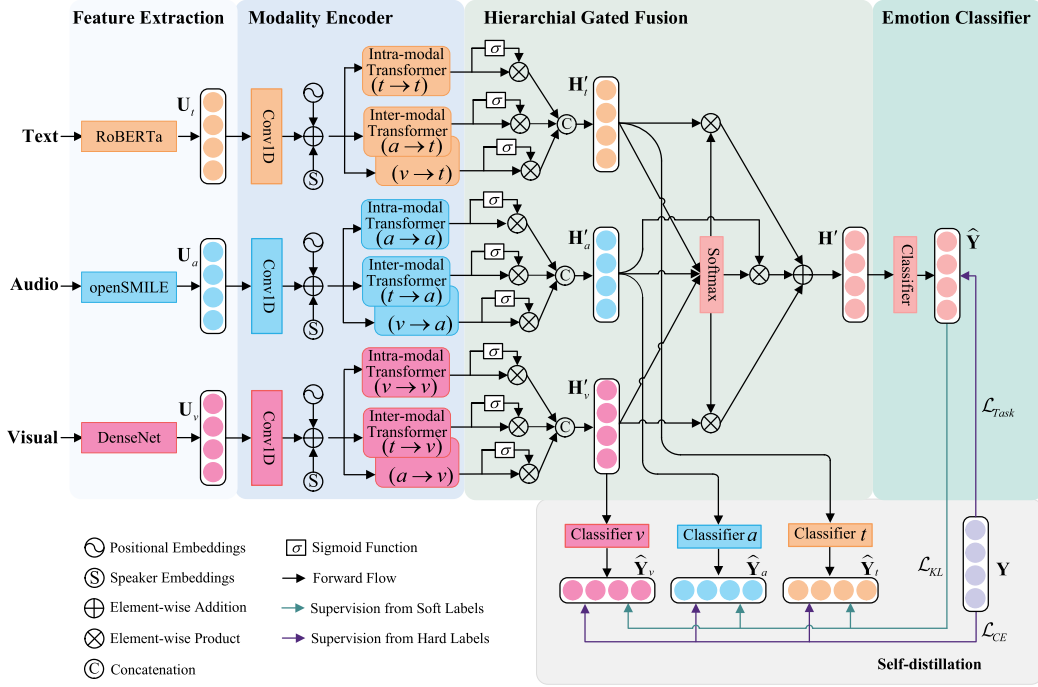 Feature Extraction
Modality Encoder
Hierarchial Gated Fusion
Emotion Classifier
Text
RoBERTa
U_t
Conv1D
S
Intra-modal
Transformer
(t → t)
Inter-modal
Transformer
(a → t)
(v → t)
σ
σ
σ
C
H′_t
Audio
openSMILE
U_a
Conv1D
S
Intra-modal
Transformer
(a → a)
Inter-modal
Transformer
(t → a)
(v → a)
σ
σ
σ
C
H′_a
Softmax
H′
Classifier
Ŷ
Visual
DenseNet
U_v
Conv1D
S
Intra-modal
Transformer
(v → v)
Inter-modal
Transformer
(t → v)
(a → v)
σ
σ
σ
C
H′_v
ℒ_Task
Classifier v
Classifier a
Classifier t
Ŷ_v
Ŷ_a
Ŷ_t
ℒ_KL
Y
ℒ_CE
Self-distillation
Positional Embeddings
S Speaker Embeddings
Element-wise Addition
Element-wise Product
C Concatenation
σ Sigmoid Function
Forward Flow
Supervision from Soft Labels
Supervision from Hard Labels